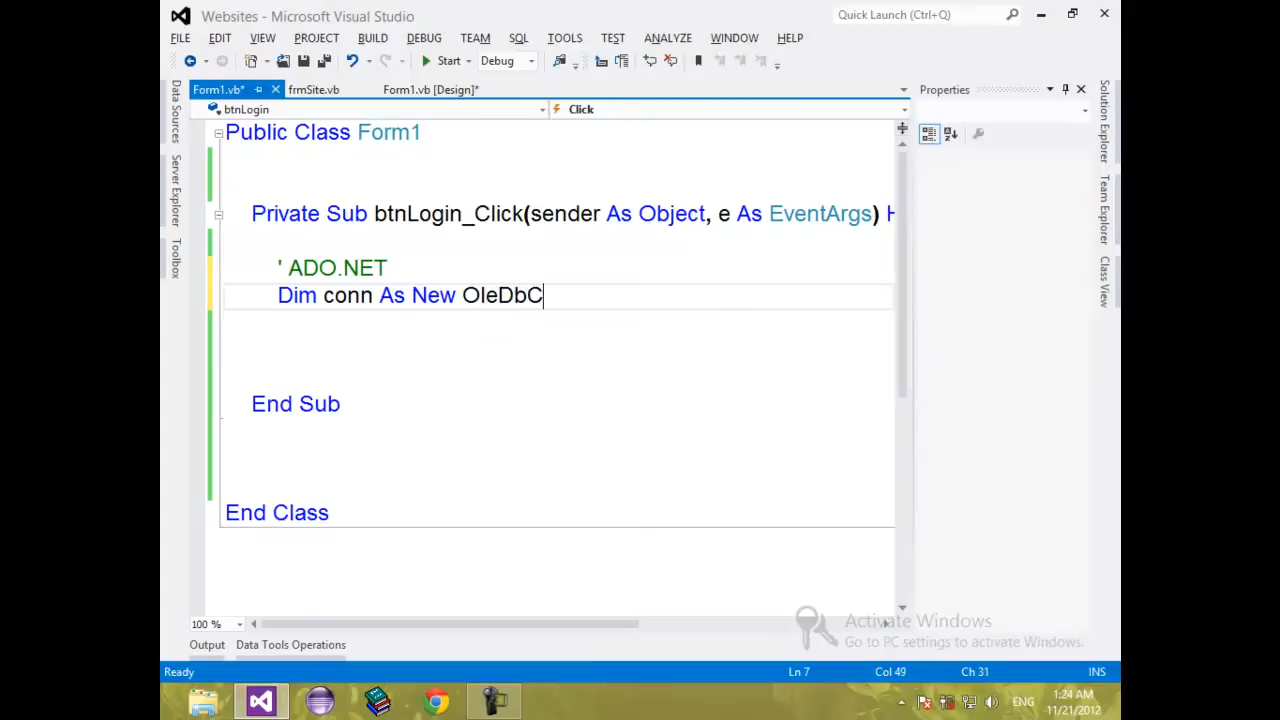 Websites - Microsoft Visual Studio
Quick Launch (Ctrl+Q)
FILE EDIT VIEW PROJECT BUILD DEBUG TEAM SQL TOOLS TEST ANALYZE WINDOW HELP
Start Debug
Form1.vb* frmSite.vb Form1.vb [Design]* Properties
btnLogin Click
Data Sources
Server Explorer
Toolbox
Public Class Form1
Private Sub btnLogin_Click(sender As Object, e As EventArgs) H
' ADO.NET
Dim conn As New OleDbC
End Sub
End Class
Solution Explorer
Team Explorer
Class View
100 %
Activate Windows
Go to PC settings to activate Windows.
Output Data Tools Operations
Ready Ln 7 Col 49 Ch 31 INS
ENG 1:24 AM
11/21/2012